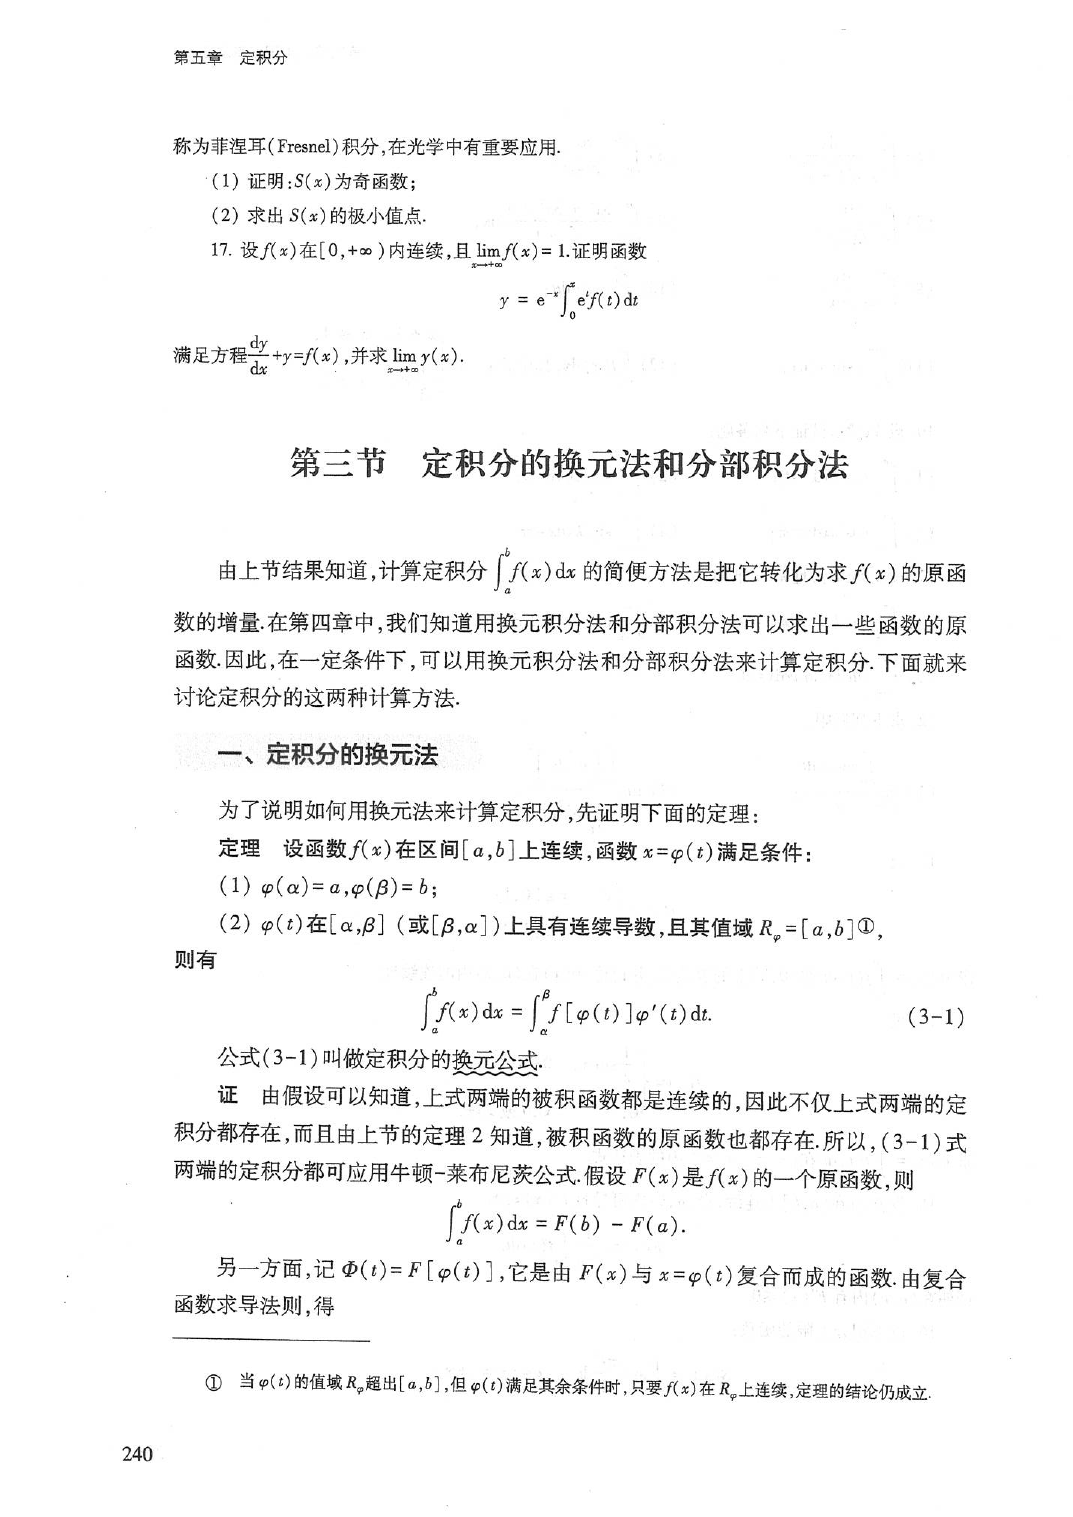 第五章 定积分
称为菲涅耳(Fresnel)积分,在光学中有重要应用.
(1) 证明:S(x)为奇函数;
(2) 求出 S(x)的极小值点.
17. 设f(x)在[0,+∞)内连续,且 lim_{x→+∞} f(x)=1.证明函数
y = e^{-x}∫_0^x e^t f(t)dt
满足方程 dy/dx +y=f(x),并求 lim_{x→+∞} y(x).
第三节 定积分的换元法和分部积分法
由上节结果知道,计算定积分∫_a^b f(x)dx 的简便方法是把它转化为求f(x)的原函
数的增量.在第四章中,我们知道用换元积分法和分部积分法可以求出一些函数的原
函数.因此,在一定条件下,可以用换元积分法和分部积分法来计算定积分.下面就来
讨论定积分的这两种计算方法.
一、定积分的换元法
为了说明如何用换元法来计算定积分,先证明下面的定理:
定理 设函数f(x)在区间[a,b]上连续,函数x=φ(t)满足条件:
(1) φ(α)=a,φ(β)=b;
(2) φ(t)在[α,β] (或[β,α])上具有连续导数,且其值域 R_φ=[a,b]①,
则有
∫_a^b f(x)dx = ∫_α^β f[φ(t)]φ′(t)dt. (3-1)
公式(3-1)叫做定积分的换元公式.
证 由假设可以知道,上式两端的被积函数都是连续的,因此不仅上式两端的定
积分都存在,而且由上节的定理 2 知道,被积函数的原函数也都存在.所以,(3-1)式
两端的定积分都可应用牛顿-莱布尼茨公式.假设 F(x)是f(x)的一个原函数,则
∫_a^b f(x)dx = F(b) - F(a).
另一方面,记 Φ(t)=F[φ(t)],它是由 F(x)与x=φ(t)复合而成的函数.由复合
函数求导法则,得
① 当φ(t)的值域R_φ超出[a,b],但φ(t)满足其余条件时,只要f(x)在R_φ上连续,定理的结论仍成立.
240